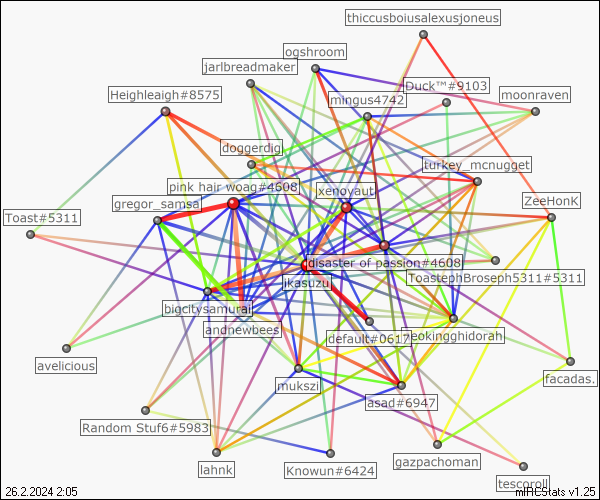 thiccusboiusalexusjoneus
ogshroom
jarlbreadmaker
Duck™#9103
Heighleaigh#8575
mingus4742
moonraven
doggerdig
turkey_mcnugget
pink hair woag#4608
xenoyaut
gregor_samsa
ZeeHonk
Toast#5311
disaster of passion#4608
ToastephBroseph5311#5311
jkasuzu
bigcitysamurai
andnewbees
default#0617
neokingghidorah
avelicious
mukszi
facadas.
asad#6947
Random Stuf6#5983
lahnk
Knowun#6424
gazpachoman
tescoroll
26.2.2024 2:05
mIRCStats v1.25